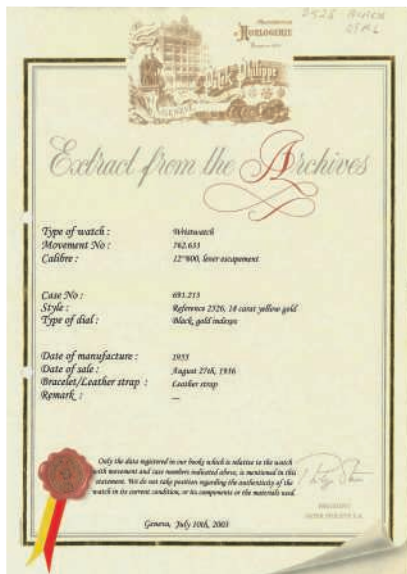 HORLOGERIE
Patek Philippe
GENEVE
Extract from the Archives
Type of watch : Wristwatch
Movement No : 762.633
Calibre : 12'''600, lever escapement
Case No : 691.213
Style : Reference 2526, 18 carat yellow gold
Type of dial : Black, gold indexes
Date of manufacture : 1955
Date of sale : August 27th, 1956
Bracelet/Leather strap : Leather strap
Remark : —
Only the data registered in our books which is relative to the watch
with movement and case numbers indicated above, is mentioned in this
statement. We do not take position regarding the authenticity of the
watch in its current condition, or its components or the materials used.
PRESIDENT
PATEK PHILIPPE S.A.
Geneva, July 10th, 2003